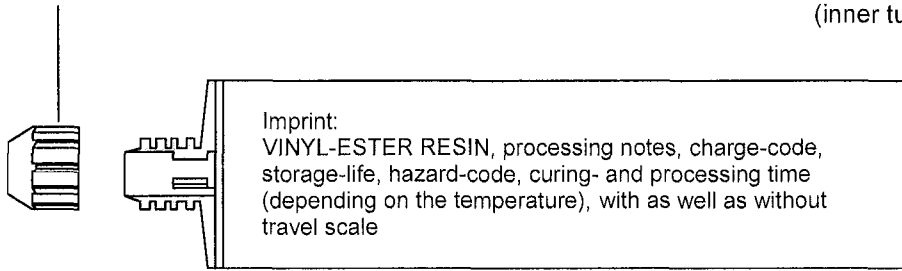 (inner
Imprint:
VINYL-ESTER RESIN, processing notes, charge-code,
storage-life, hazard-code, curing- and processing time
(depending on the temperature), with as well as without
travel scale